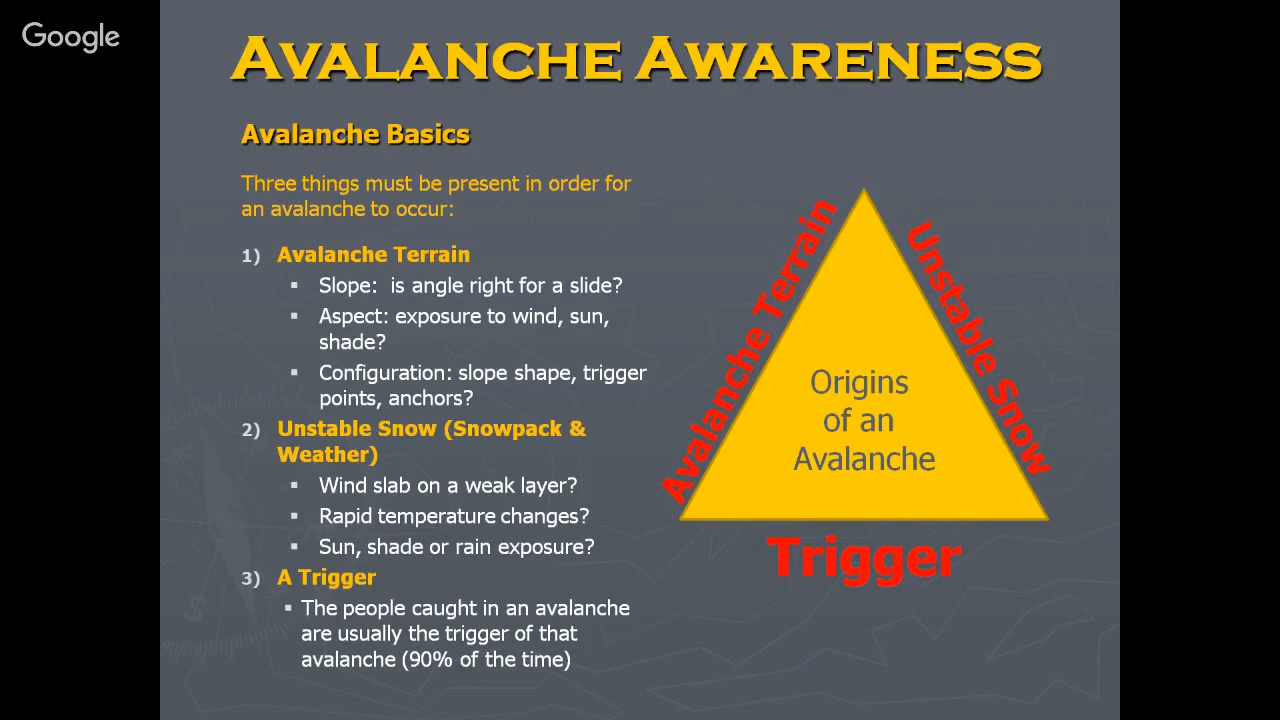 Google
AVALANCHE AWARENESS
Avalanche Basics
Three things must be present in order for
an avalanche to occur:
1) Avalanche Terrain
▪ Slope: is angle right for a slide?
▪ Aspect: exposure to wind, sun,
shade?
▪ Configuration: slope shape, trigger
points, anchors?
2) Unstable Snow (Snowpack &
Weather)
▪ Wind slab on a weak layer?
▪ Rapid temperature changes?
▪ Sun, shade or rain exposure?
3) A Trigger
▪ The people caught in an avalanche
are usually the trigger of that
avalanche (90% of the time)
Avalanche Terrain
Unstable Snow
Origins
of an
Avalanche
Trigger
S